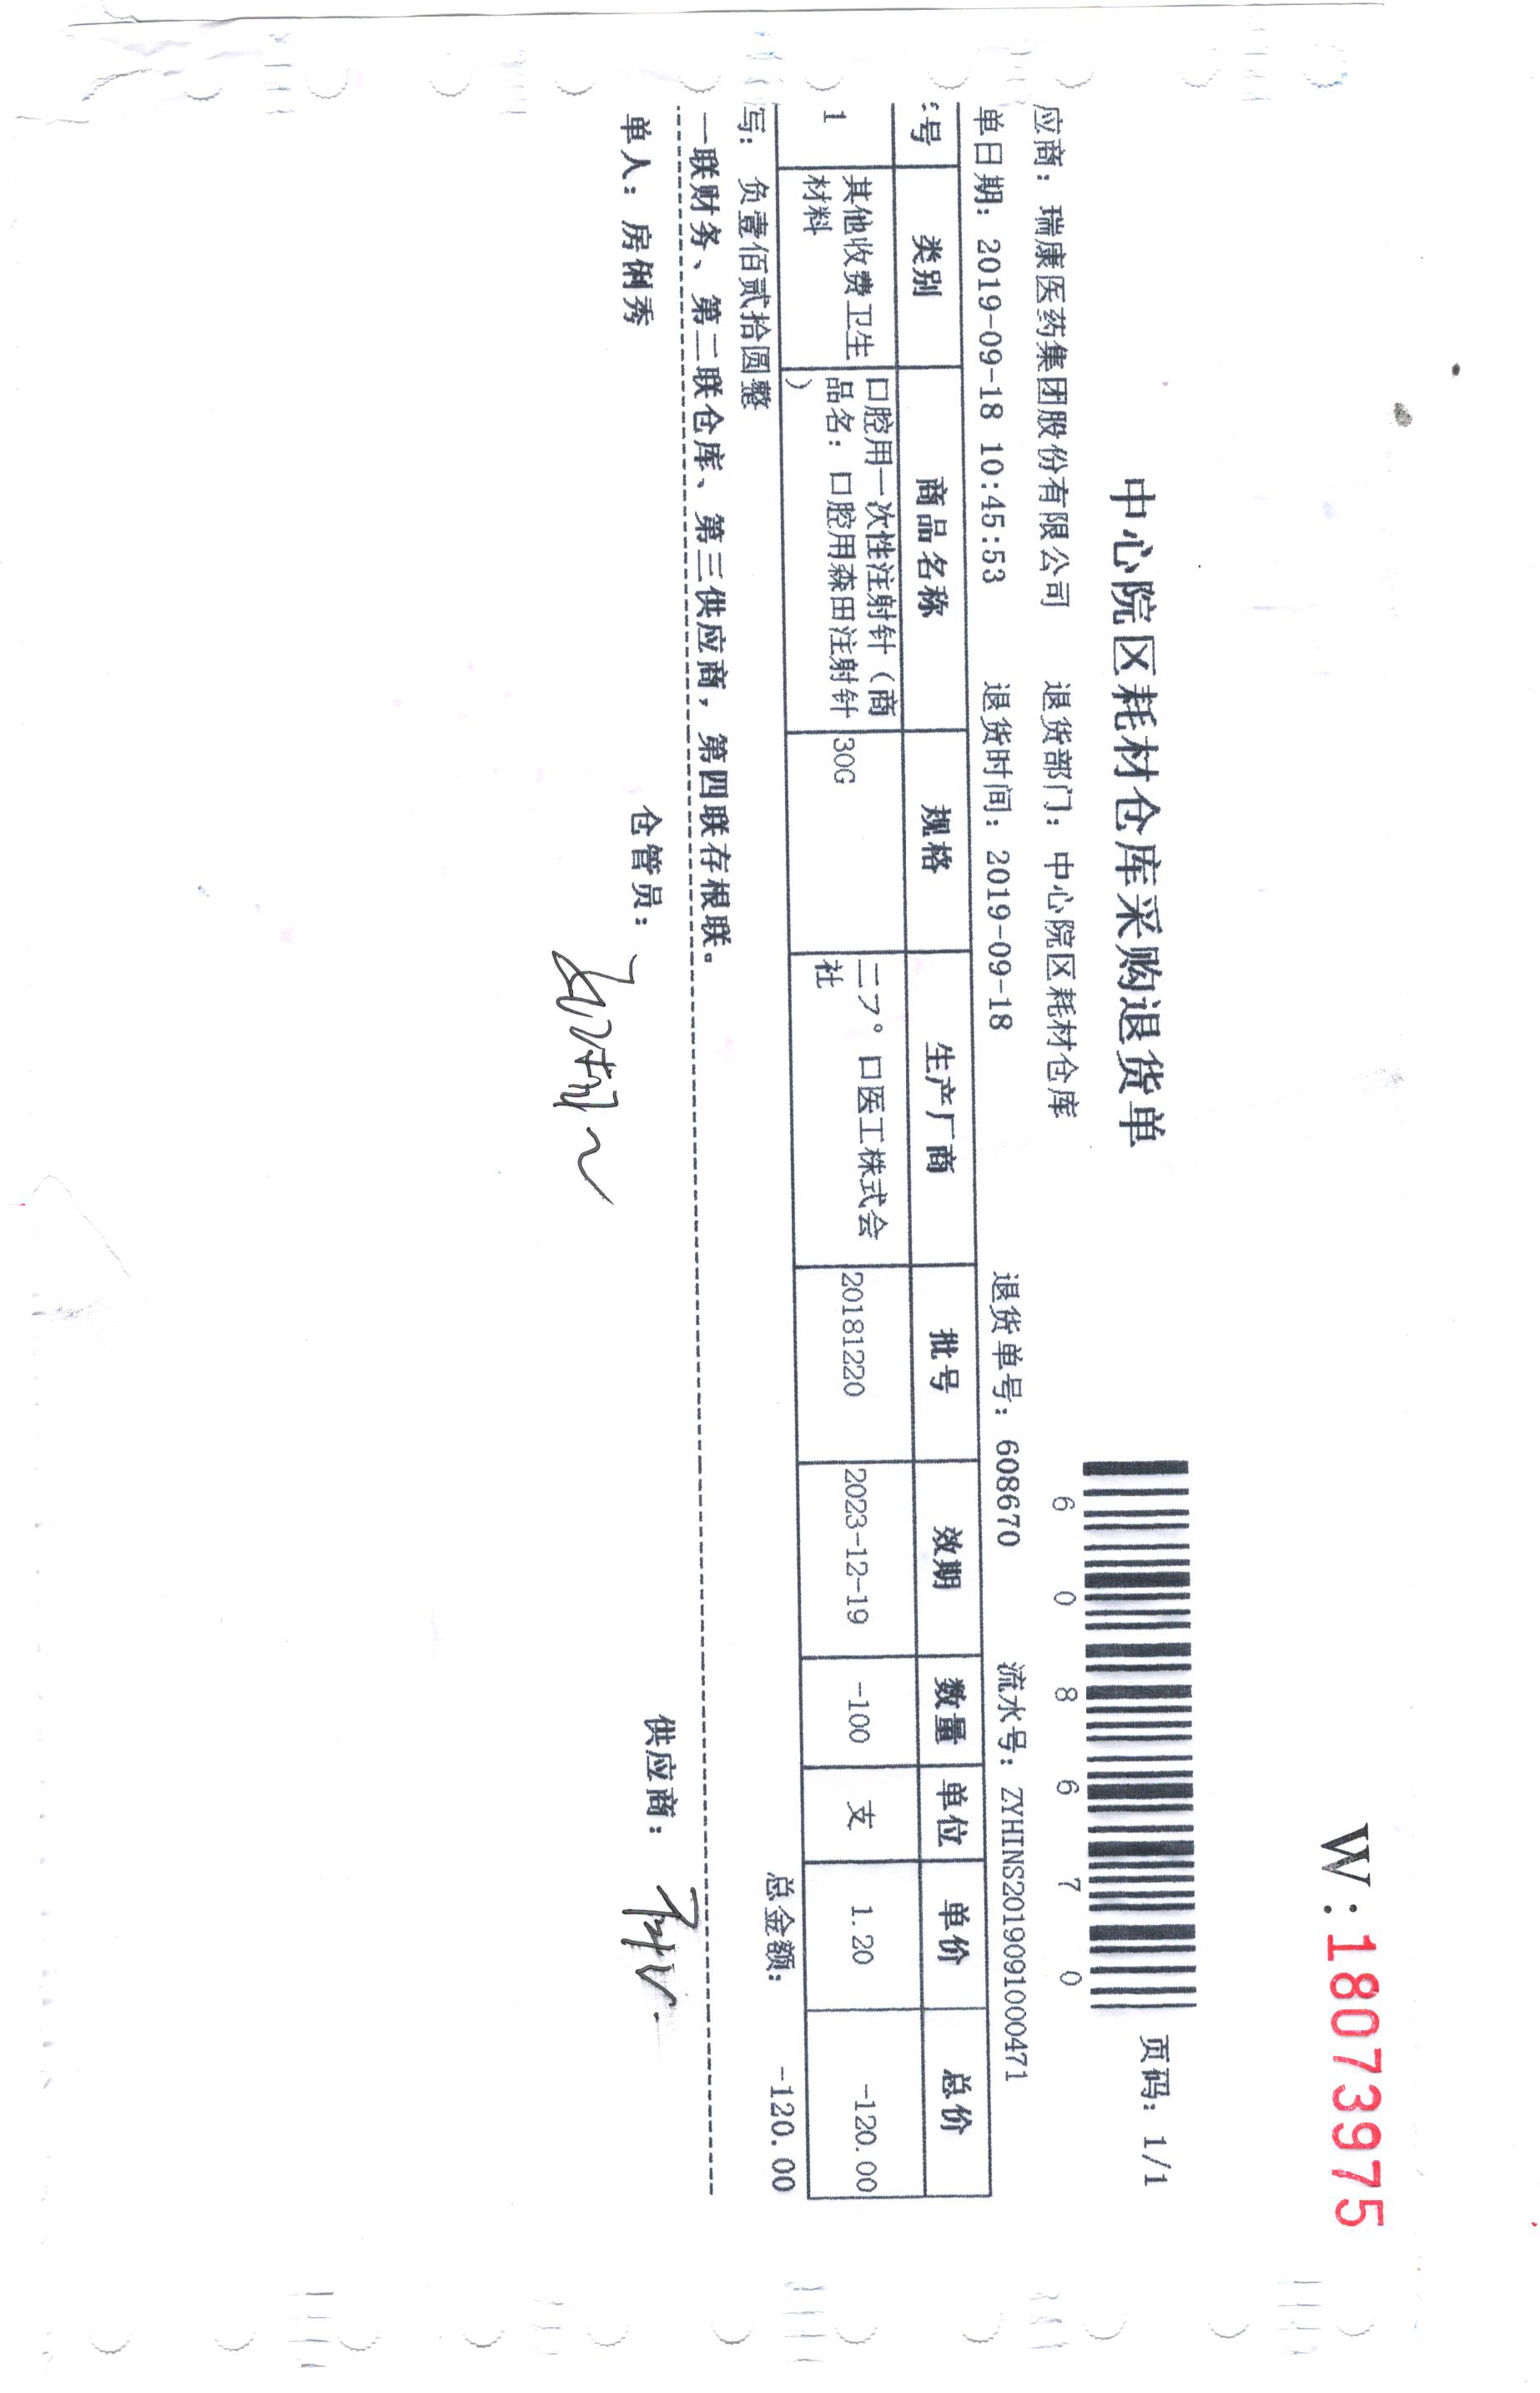 W:18073975
中心院区耗材仓库采购退货单
页码: 1/1
6 0 8 6 7 0
应商: 瑞康医药集团股份有限公司 退货部门: 中心院区耗材仓库
单日期: 2019-09-18 10:45:53 退货时间: 2019-09-18 退货单号: 608670 流水号: ZYHINS2019091000471
号 类别 商品名称 规格 生产厂商 批号 效期 数量 单位 单价 总价
1 其他收费卫生材料 口腔用一次性注射针（商品名: 口腔用森田注射针） 30G 二プ口医工株式会社 20181220 2023-12-19 -100 支 1.20 -120.00
写: 负壹佰贰拾圆整 总金额: -120.00
一联财务、第二联仓库、第三供应商, 第四联存根联。
单人: 房俐秀 仓管员: 供应商: